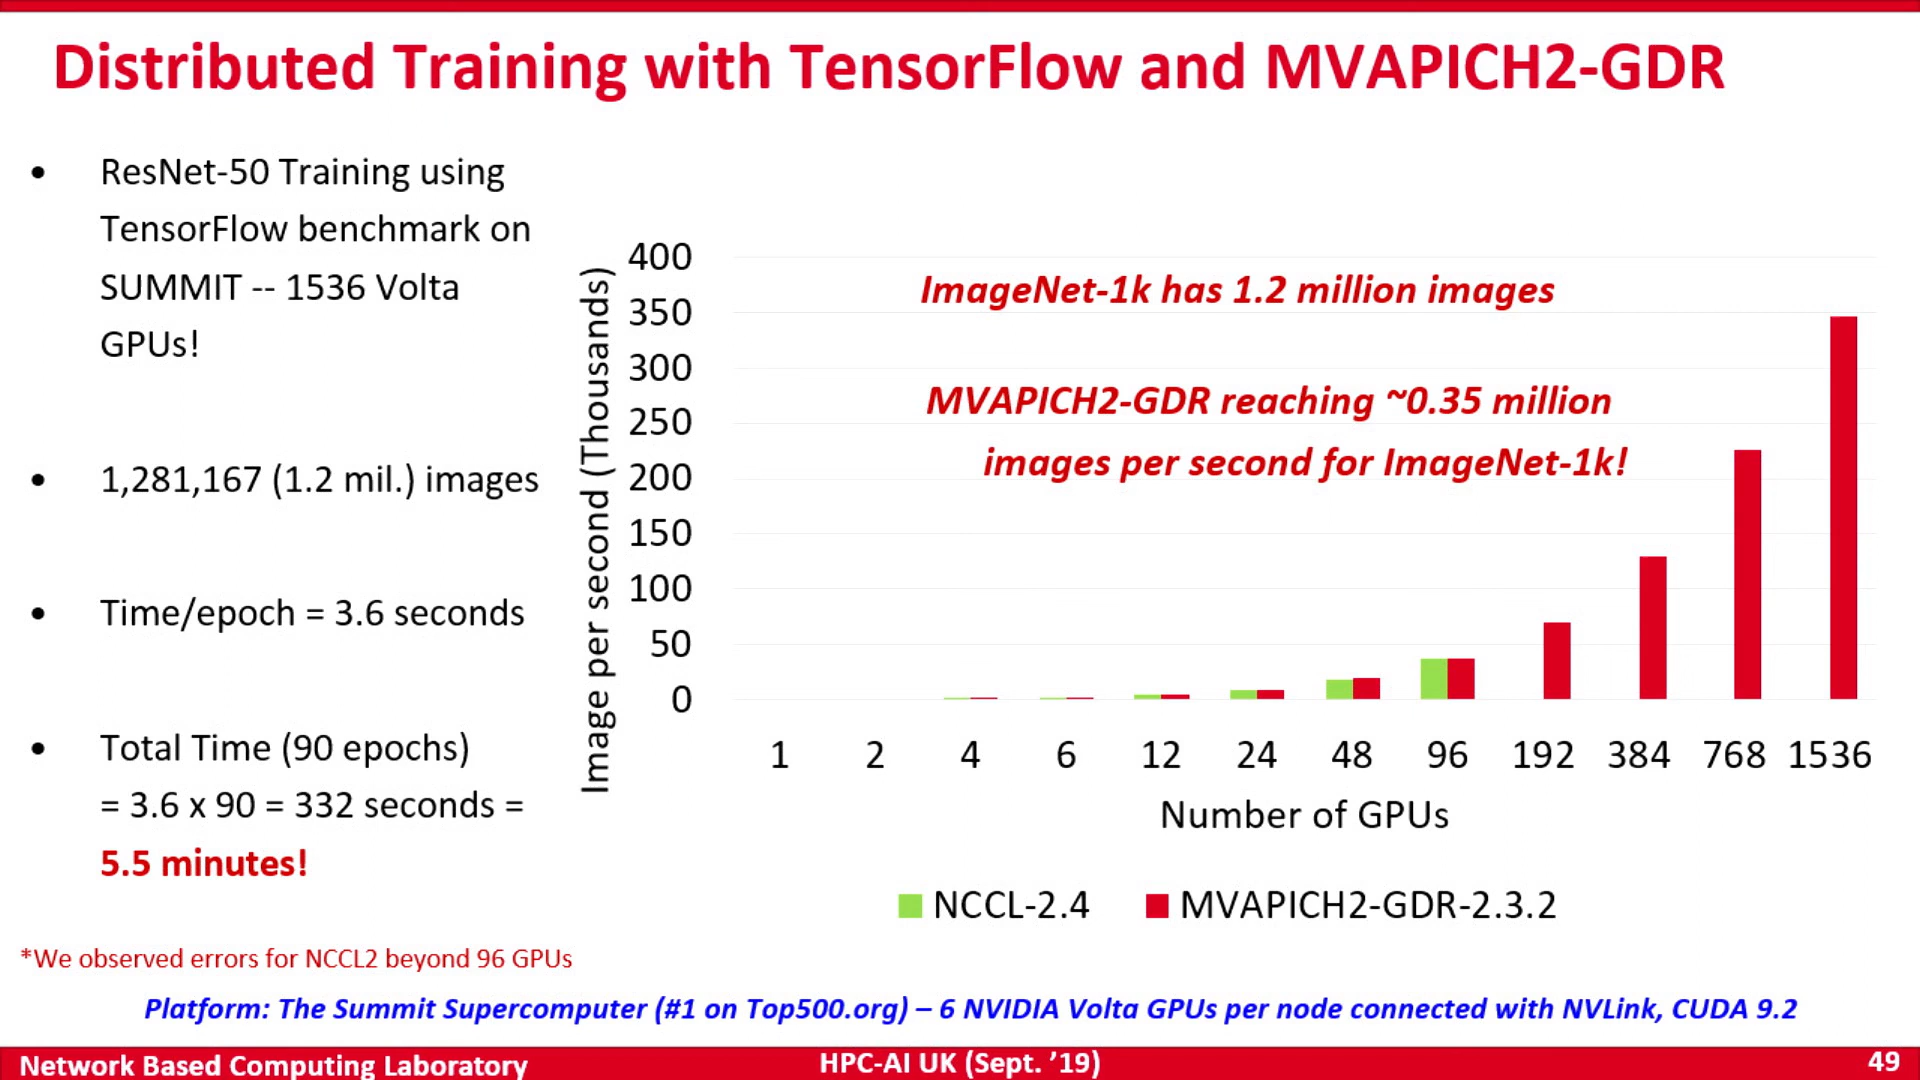 Distributed Training with TensorFlow and MVAPICH2-GDR
• ResNet-50 Training using
TensorFlow benchmark on
SUMMIT -- 1536 Volta
GPUs!
• 1,281,167 (1.2 mil.) images
• Time/epoch = 3.6 seconds
• Total Time (90 epochs)
= 3.6 x 90 = 332 seconds =
5.5 minutes!
*We observed errors for NCCL2 beyond 96 GPUs
Image per second (Thousands)
400
350
300
250
200
150
100
50
0
ImageNet-1k has 1.2 million images
MVAPICH2-GDR reaching ~0.35 million
images per second for ImageNet-1k!
1 2 4 6 12 24 48 96 192 384 768 1536
Number of GPUs
NCCL-2.4 MVAPICH2-GDR-2.3.2
Platform: The Summit Supercomputer (#1 on Top500.org) – 6 NVIDIA Volta GPUs per node connected with NVLink, CUDA 9.2
Network Based Computing Laboratory
HPC-AI UK (Sept. ’19)
49